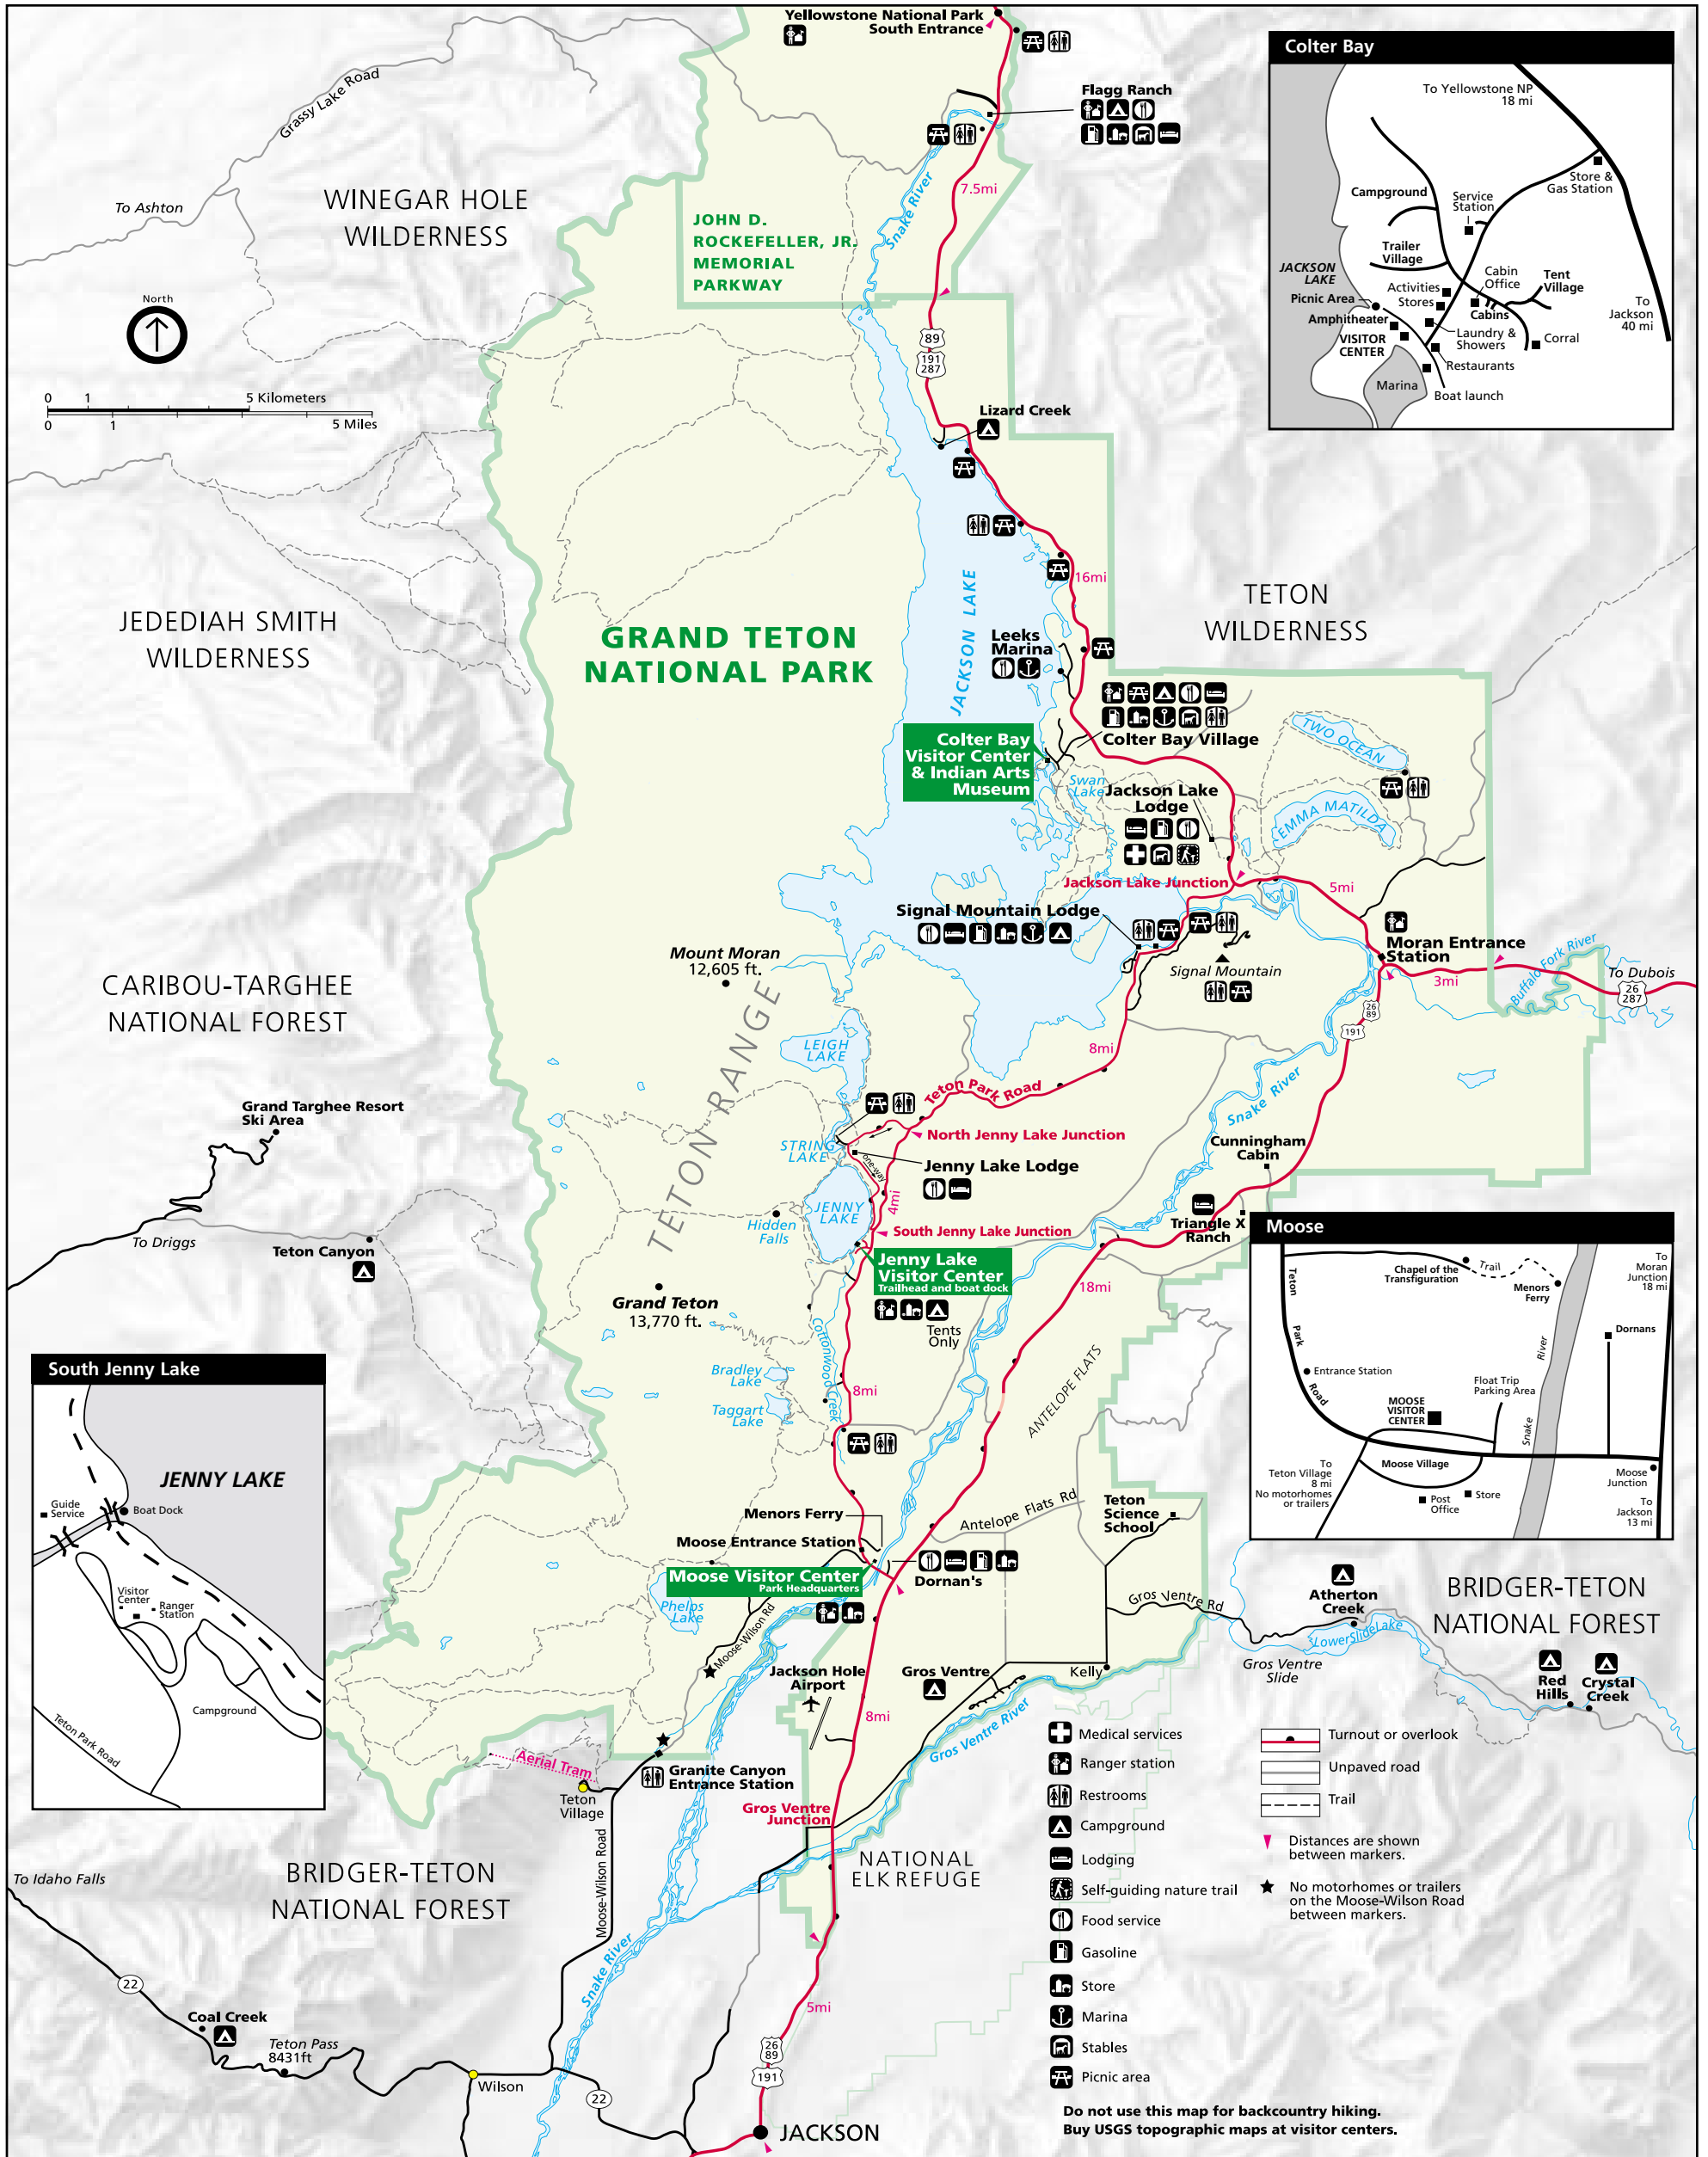 Yellowstone National Park
South Entrance
Flagg Ranch
Grassy Lake Road
To Ashton
WINEGAR HOLE
WILDERNESS
JOHN D.
ROCKEFELLER, JR.
MEMORIAL
PARKWAY
Snake River
7.5mi
North
0 1 5 Kilometers
0 1 5 Miles
89
191
287
Lizard Creek
Colter Bay
To Yellowstone NP
18 mi
Store &
Gas Station
Campground
Service
Station
Trailer
Village
JACKSON
LAKE
Cabin
Office
Tent
Village
Activities
Picnic Area
Stores
Cabins
To
Jackson
40 mi
Amphitheater
Laundry &
Showers
VISITOR
CENTER
Corral
Restaurants
Marina
Boat launch
JACKSON LAKE
16mi
TETON
WILDERNESS
JEDEDIAH SMITH
WILDERNESS
GRAND TETON
NATIONAL PARK
Leeks
Marina
Colter Bay Village
Colter Bay
Visitor Center
& Indian Arts
Museum
Swan
Lake
TWO OCEAN
EMMA MATILDA
Jackson Lake
Lodge
Jackson Lake Junction
5mi
Signal Mountain Lodge
Signal Mountain
Moran Entrance
Station
Buffalo Fork River
To Dubois
26
287
3mi
26
89
191
Mount Moran
12,605 ft.
CARIBOU-TARGHEE
NATIONAL FOREST
TETON RANGE
LEIGH
LAKE
8mi
Teton Park Road
Snake River
Grand Targhee Resort
Ski Area
STRING
LAKE
North Jenny Lake Junction
Jenny Lake Lodge
one-way
4mi
Cunningham
Cabin
JENNY
LAKE
Hidden
Falls
South Jenny Lake Junction
Triangle X
Ranch
To Driggs
Teton Canyon
Jenny Lake
Visitor Center
Trailhead and boat dock
Tents
Only
18mi
Grand Teton
13,770 ft.
Cottonwood Creek
Bradley
Lake
Taggart
Lake
8mi
ANTELOPE FLATS
Moose
Teton
Park
Road
Chapel of the
Transfiguration
Trail
Menors
Ferry
To
Moran
Junction
18 mi
Dornans
River
Entrance Station
Float Trip
Parking Area
MOOSE
VISITOR
CENTER
Snake
To
Teton Village
8 mi
No motorhomes
or trailers
Moose Village
Moose
Junction
Post
Office
Store
To
Jackson
13 mi
South Jenny Lake
JENNY LAKE
Guide
Service
Boat Dock
Visitor
Center
Ranger
Station
Campground
Teton Park Road
Menors Ferry
Moose Entrance Station
Moose Visitor Center
Park Headquarters
Dornan's
Antelope Flats Rd
Teton
Science
School
Phelps
Lake
Moose-Wilson Rd
Gros Ventre Rd
Atherton
Creek
BRIDGER-TETON
NATIONAL FOREST
Lower Slide Lake
Gros Ventre
Slide
Red
Hills
Crystal
Creek
Jackson Hole
Airport
Gros Ventre
Kelly
8mi
Gros Ventre River
Aerial Tram
Teton
Village
Granite Canyon
Entrance Station
Gros Ventre
Junction
Moose-Wilson Road
NATIONAL
ELK REFUGE
BRIDGER-TETON
NATIONAL FOREST
To Idaho Falls
22
Coal Creek
Teton Pass
8431ft
Wilson
22
Snake River
5mi
26
89
191
JACKSON
Medical services
Ranger station
Restrooms
Campground
Lodging
Self-guiding nature trail
Food service
Gasoline
Store
Marina
Stables
Picnic area
Turnout or overlook
Unpaved road
Trail
Distances are shown
between markers.
No motorhomes or trailers
on the Moose-Wilson Road
between markers.
Do not use this map for backcountry hiking.
Buy USGS topographic maps at visitor centers.